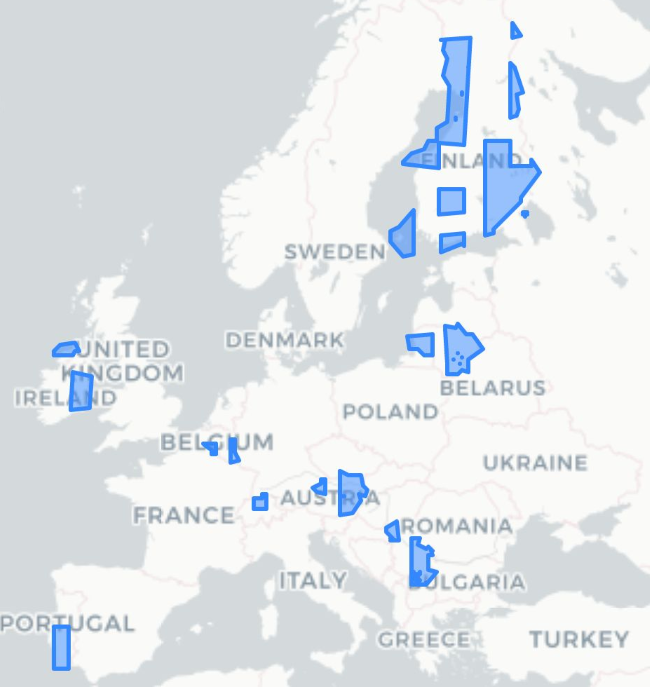 FINLAND
SWEDEN
DENMARK
UNITED
KINGDOM
IRELAND
BELARUS
POLAND
BELGIUM
UKRAINE
AUSTRIA
FRANCE
ROMANIA
ITALY
BULGARIA
PORTUGAL
GREECE
TURKEY